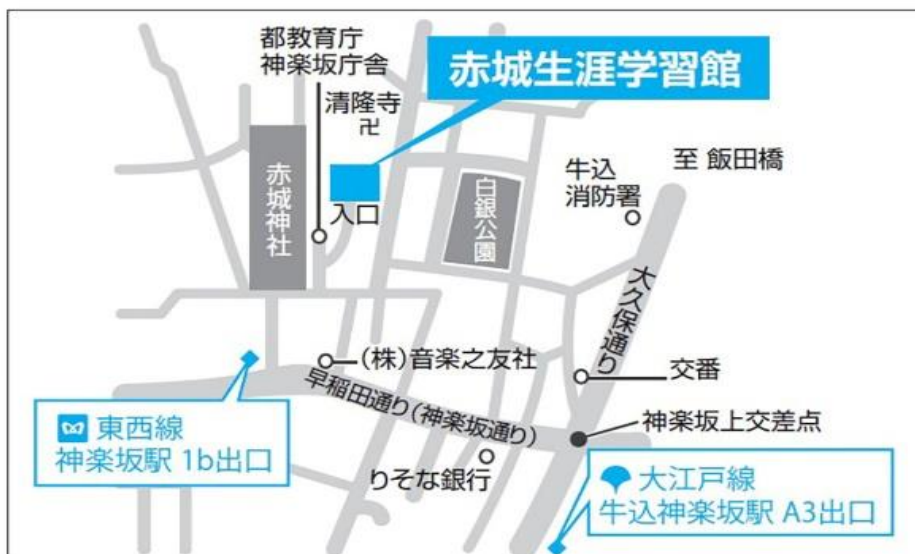 都教育庁
神楽坂庁舎
赤城生涯学習館
清隆寺
卍
至 飯田橋
牛込
消防署
赤城神社
入口
白銀公園
大久保通り
(株)音楽之友社
交番
早稲田通り(神楽坂通り)
神楽坂上交差点
東西線
神楽坂駅 1b出口
りそな銀行
大江戸線
牛込神楽坂駅 A3出口